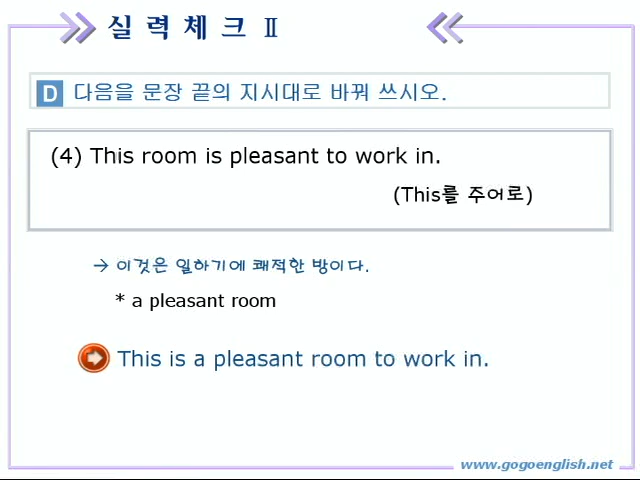 실 력 체 크 Ⅱ
D 다음을 문장 끝의 지시대로 바꿔 쓰시오.
(4) This room is pleasant to work in.
(This를 주어로)
→ 이것은 일하기에 쾌적한 방이다.
* a pleasant room
This is a pleasant room to work in.
www.gogoenglish.net